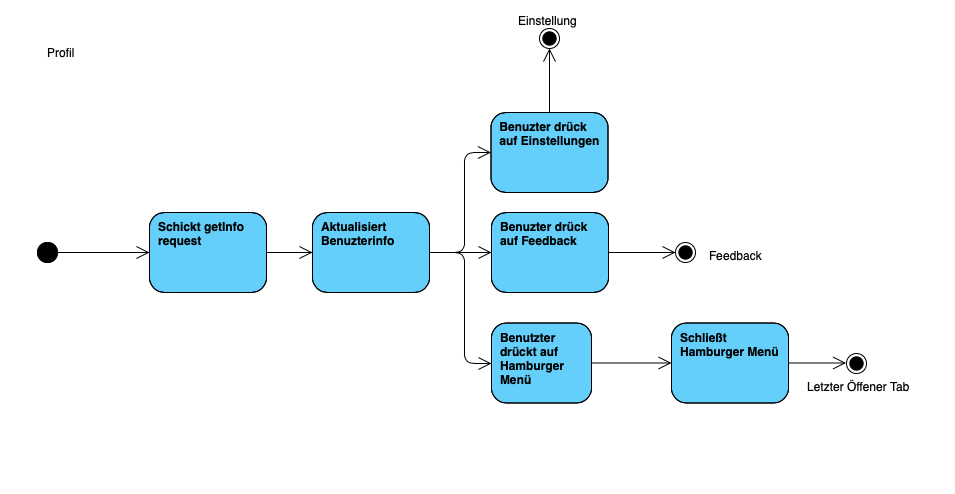 Einstellung
Profil
Benuzter drück
auf Einstellungen
Schickt getInfo
request
Aktualisiert
Benuzterinfo
Benuzter drück
auf Feedback
Feedback
Benutzter
drückt auf
Hamburger
Menü
Schließt
Hamburger Menü
Letzter Öffener Tab